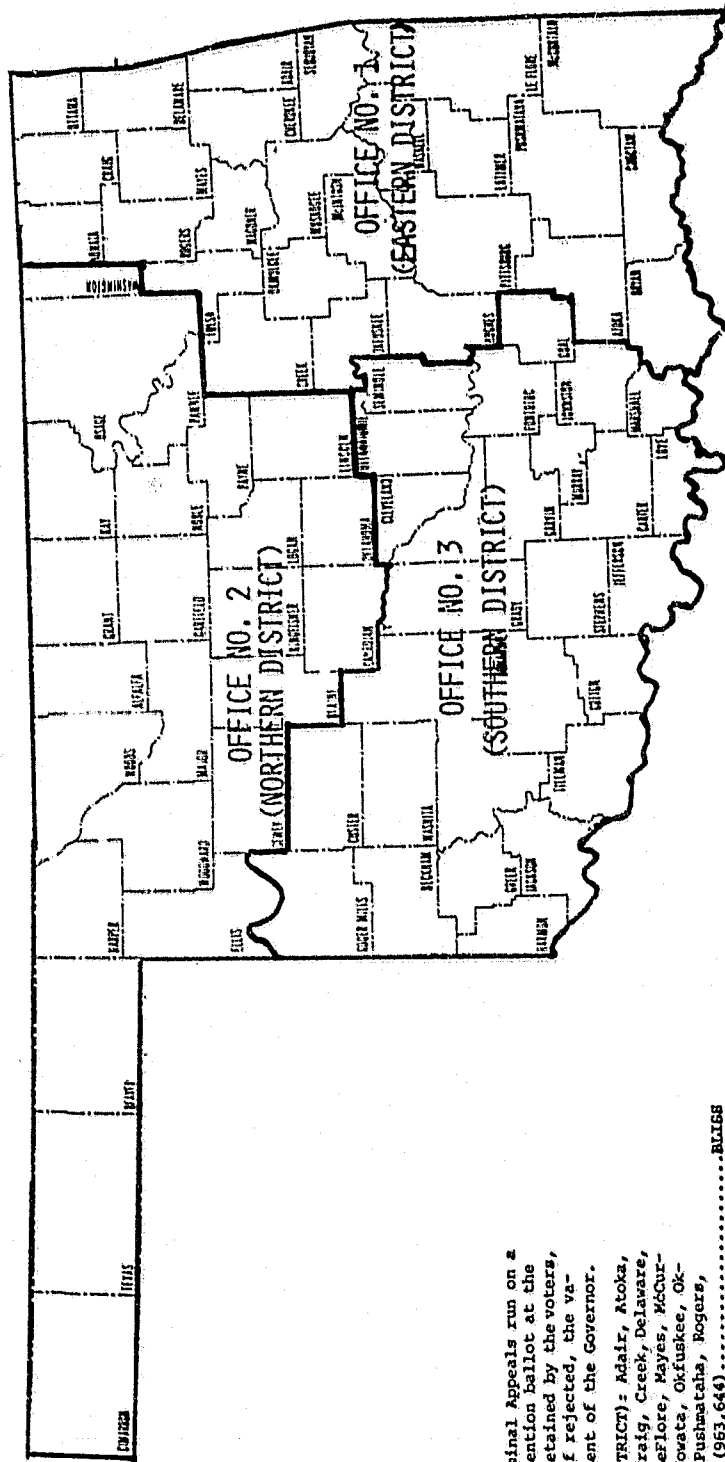 OTTAWA
CRAIG
NOWATA
WASHINGTON
OSAGE
KAY
GRANT
ALFALFA
WOODS
HARPER
BEAVER
TEXAS
CIMARRON
DELAWARE
MAYES
ROGERS
TULSA
PAWNEE
NOBLE
GARFIELD
MAJOR
WOODWARD
ELLIS
ADAIR
CHEROKEE
WAGONER
OKMULGEE
CREEK
PAYNE
LOGAN
KINGFISHER
BLAINE
DEWEY
OFFICE NO. 2
(NORTHERN DISTRICT)
SEQUOYAH
MUSKOGEE
MCINTOSH
OKFUSKEE
LINCOLN
OKLAHOMA
CANADIAN
CUSTER
ROGER MILLS
OFFICE NO. 1
(EASTERN DISTRICT)
HASKELL
SEMINOLE
POTTAWATOMIE
CLEVELAND
WASHITA
BECKHAM
LE FLORE
LATIMER
PITTSBURG
HUGHES
OFFICE NO. 3
(SOUTHERN DISTRICT)
GRADY
GREER
JACKSON
HARMON
MCCURTAIN
PUSHMATAHA
COAL
PONTOTOC
GARVIN
STEPHENS
TILLMAN
COTTON
CHOCTAW
ATOKA
BRYAN
JOHNSTON
MURRAY
MARSHALL
CARTER
LOVE
JEFFERSON
inal Appeals run on a
ention ballot at the
etained by the voters,
f rejected, the va-
ent of the Governor.
TRICT): Adair, Atoka,
raig, Creek, Delaware,
eFlore, Mayes, McCur-
owata, Okfuskee, Ok-
Pushmataha, Rogers,
(963,644)....................BLISS